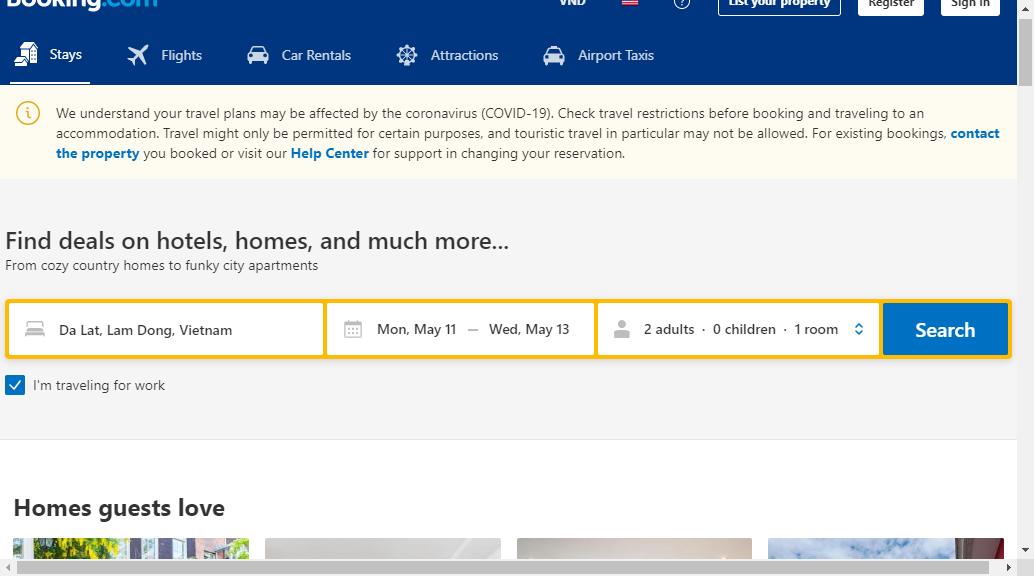 Booking.com
VND
List your property
Register
Sign in
Stays
Flights
Car Rentals
Attractions
Airport Taxis
We understand your travel plans may be affected by the coronavirus (COVID-19). Check travel restrictions before booking and traveling to an
accommodation. Travel might only be permitted for certain purposes, and touristic travel in particular may not be allowed. For existing bookings, contact
the property you booked or visit our Help Center for support in changing your reservation.
Find deals on hotels, homes, and much more...
From cozy country homes to funky city apartments
Da Lat, Lam Dong, Vietnam
Mon, May 11 — Wed, May 13
2 adults · 0 children · 1 room
Search
I'm traveling for work
Homes guests love